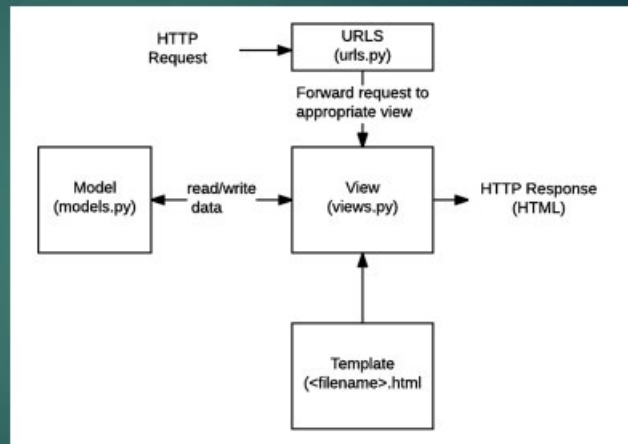 HTTP
Request
URLS
(urls.py)
Forward request to
appropriate view
Model
(models.py)
read/write
data
View
(views.py)
HTTP Response
(HTML)
Template
(<filename>.html